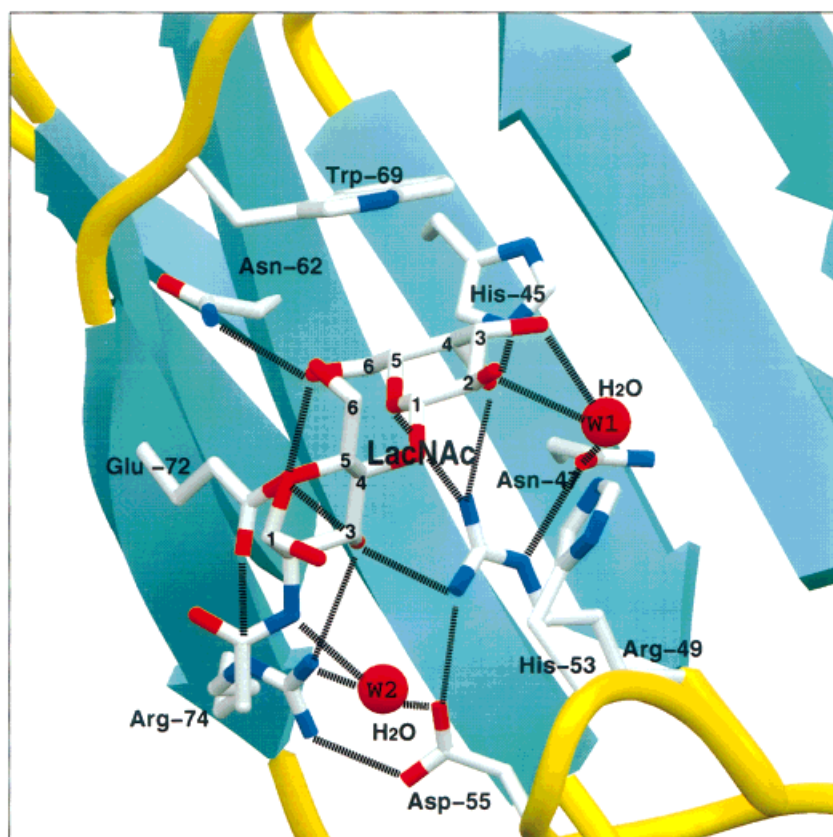 Trp-69
Asn-62
His-45
4 3
6 5
2
H2O
1
W1
6
LacNAc
5
Glu -72
4
Asn-47
1
3
Arg-49
His-53
W2
Arg-74
H2O
Asp-55